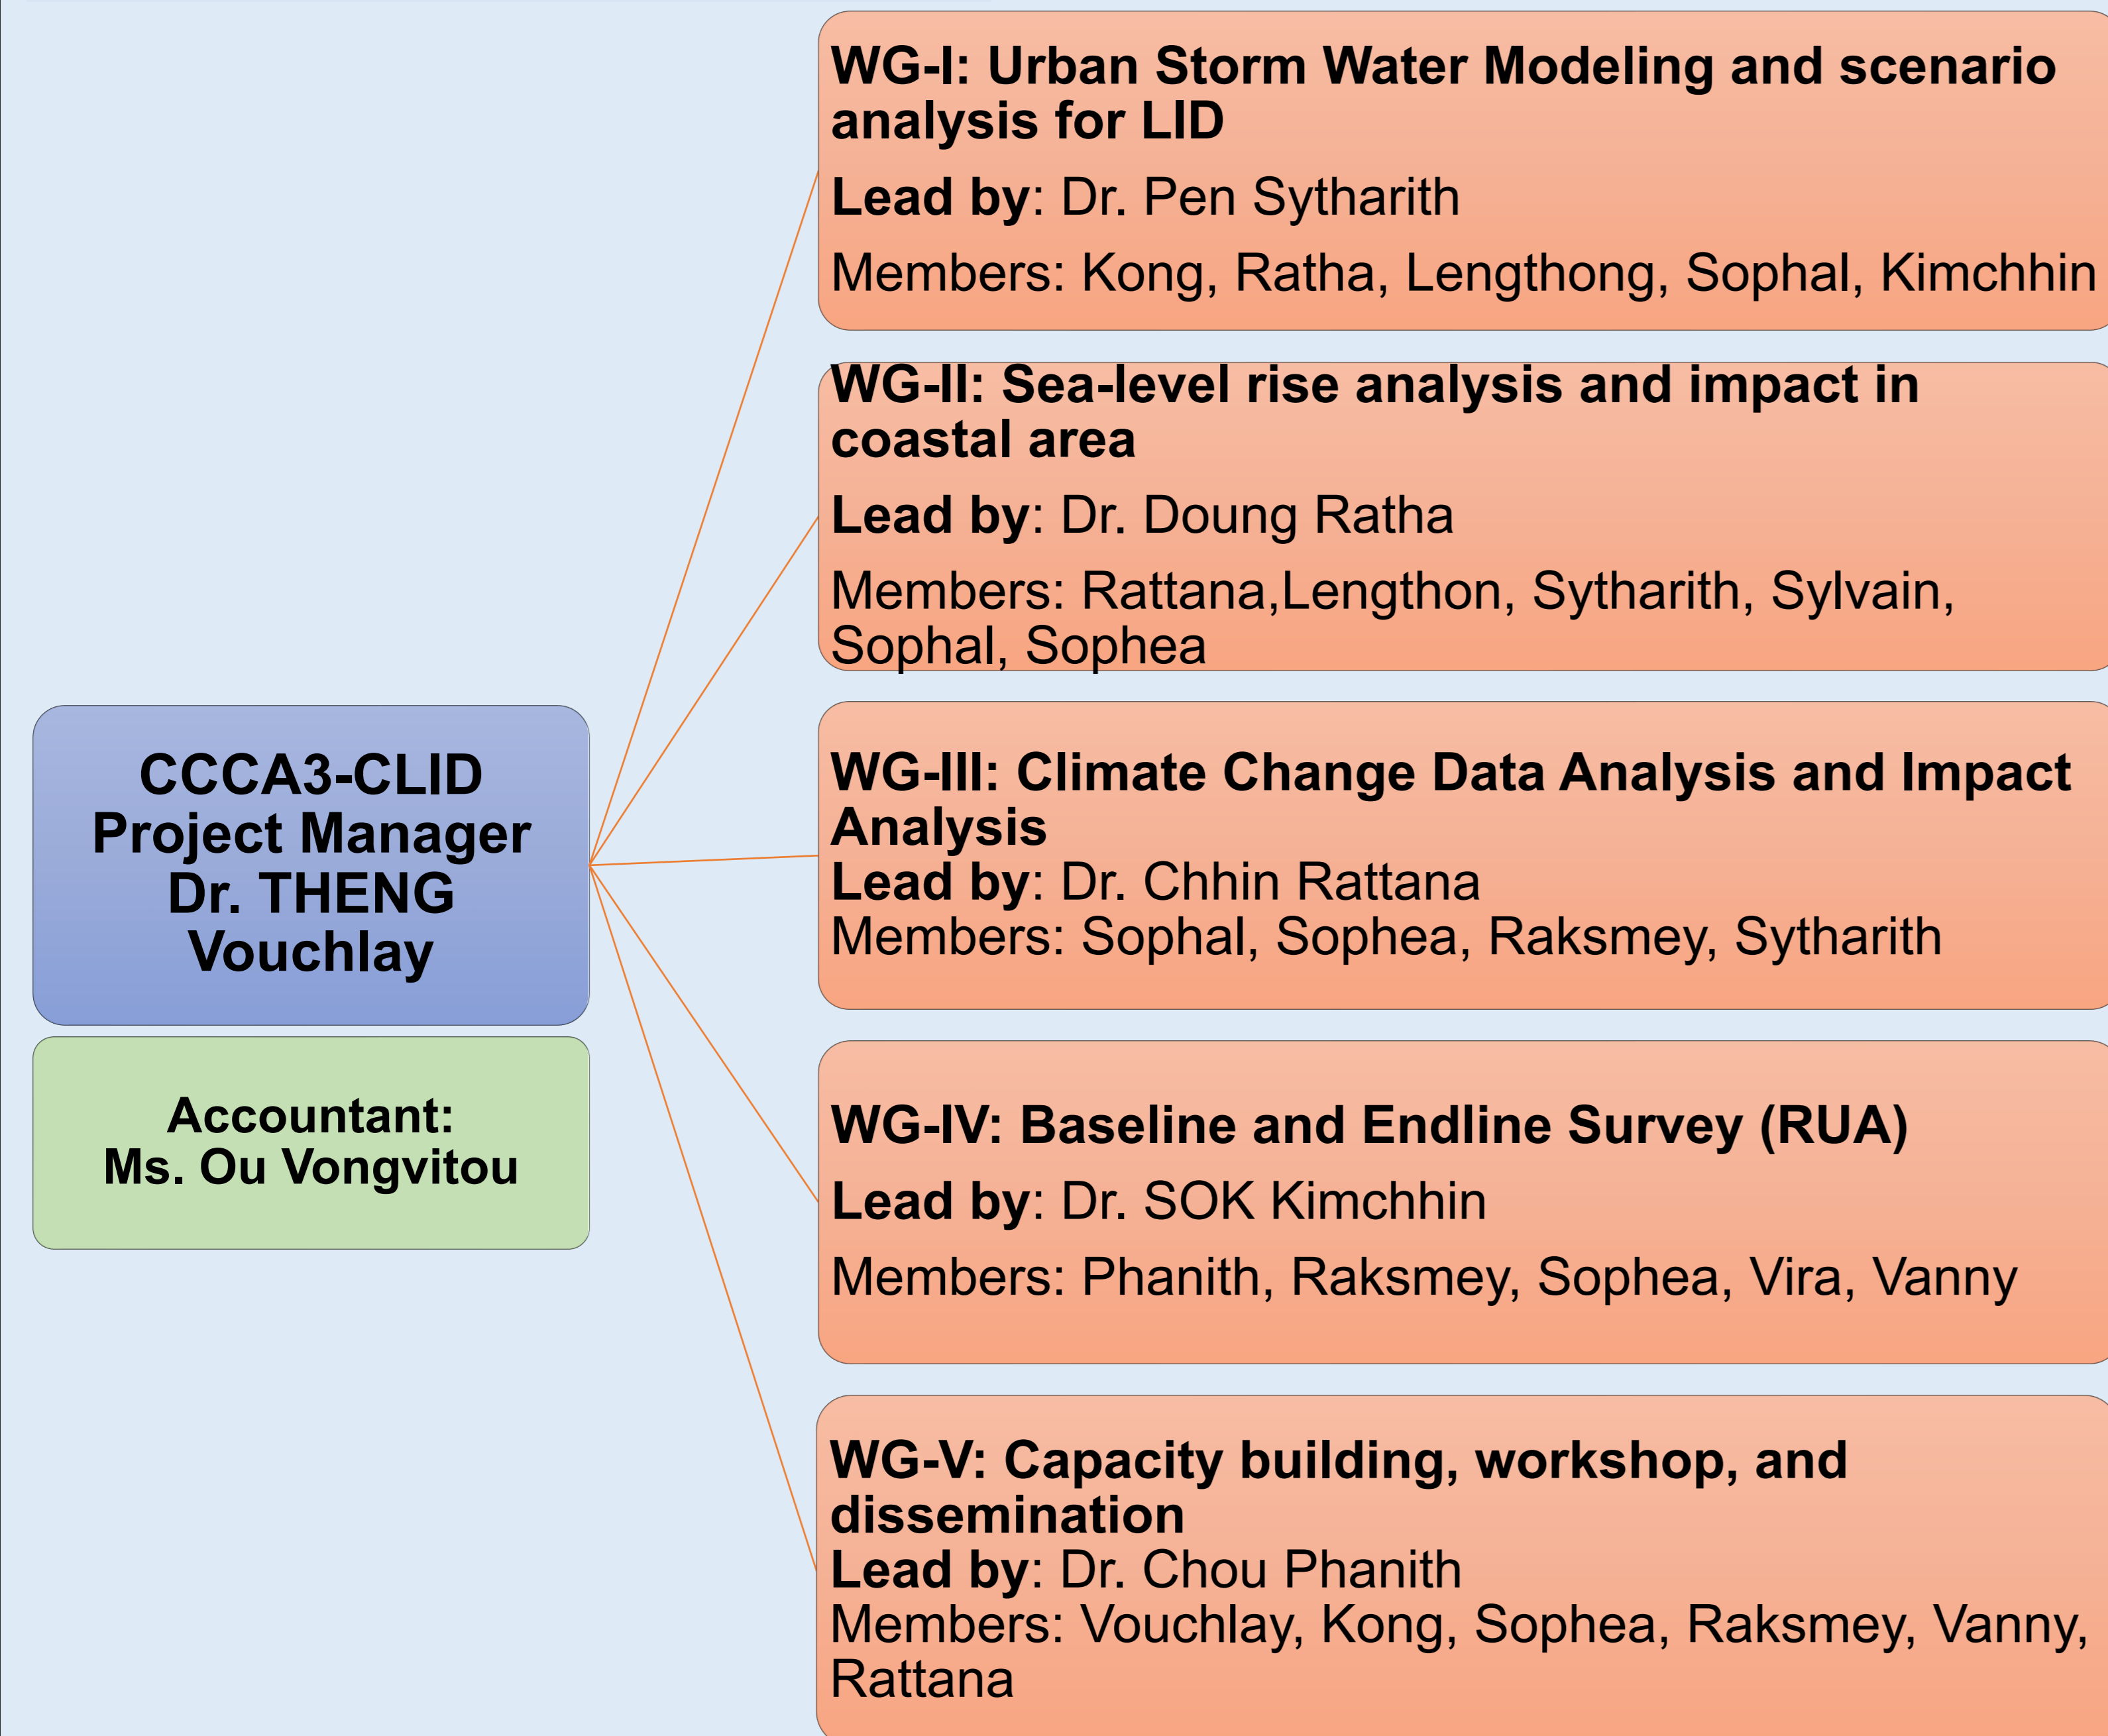 CCCA3-CLID
Project Manager
Dr. THENG
Vouchlay
Accountant:
Ms. Ou Vongvitou
WG-I: Urban Storm Water Modeling and scenario
analysis for LID
Lead by: Dr. Pen Sytharith
Members: Kong, Ratha, Lengthong, Sophal, Kimchhin
WG-II: Sea-level rise analysis and impact in
coastal area
Lead by: Dr. Doung Ratha
Members: Rattana,Lengthon, Sytharith, Sylvain,
Sophal, Sophea
WG-III: Climate Change Data Analysis and Impact
Analysis
Lead by: Dr. Chhin Rattana
Members: Sophal, Sophea, Raksmey, Sytharith
WG-IV: Baseline and Endline Survey (RUA)
Lead by: Dr. SOK Kimchhin
Members: Phanith, Raksmey, Sophea, Vira, Vanny
WG-V: Capacity building, workshop, and
dissemination
Lead by: Dr. Chou Phanith
Members: Vouchlay, Kong, Sophea, Raksmey, Vanny,
Rattana